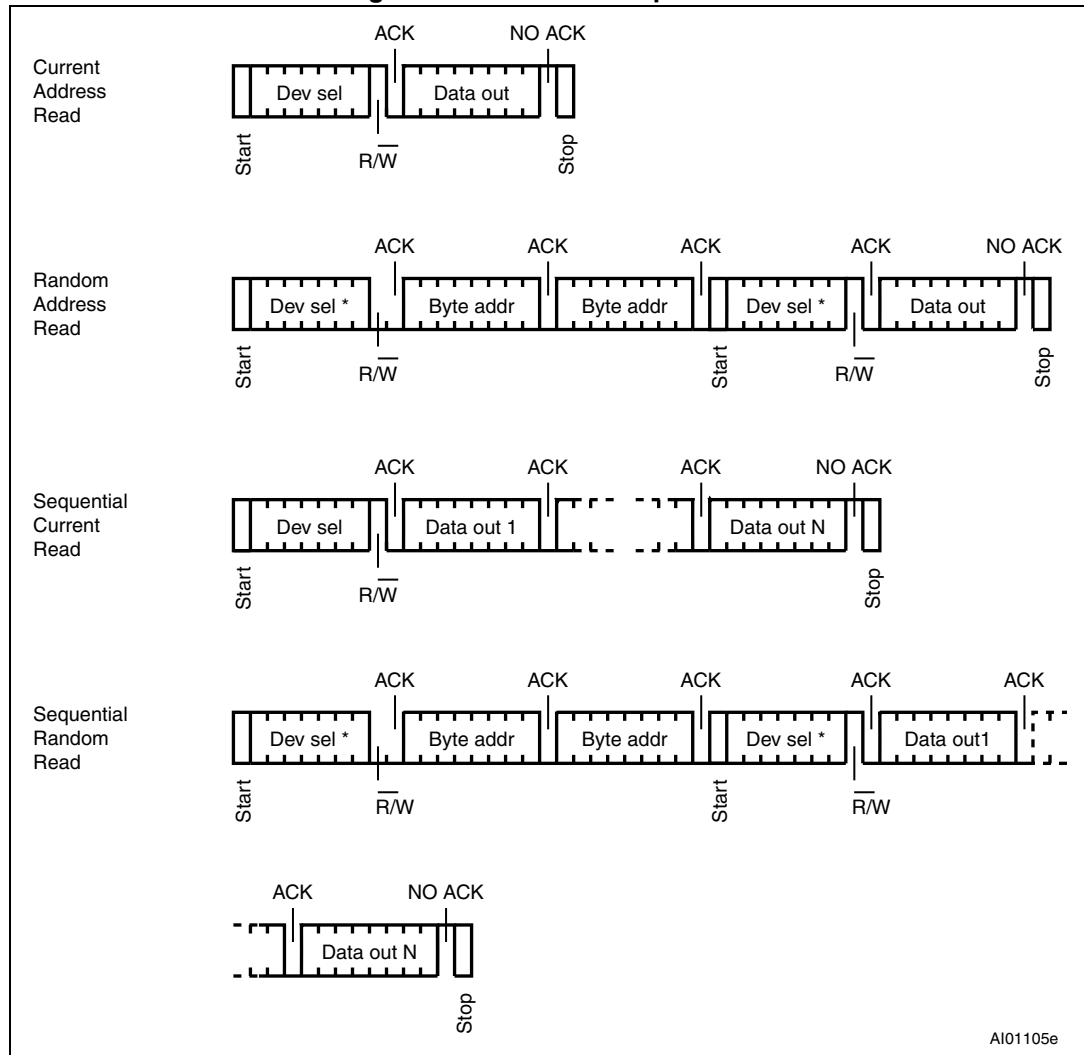 ACK NO ACK
Current
Address
Read
Dev sel Data out
Start R/W Stop
ACK ACK ACK ACK NO ACK
Random
Address
Read
Dev sel * Byte addr Byte addr Dev sel * Data out
Start R/W Start R/W Stop
ACK ACK ACK NO ACK
Sequential
Current
Read
Dev sel Data out 1 Data out N
Start R/W Stop
ACK ACK ACK ACK ACK
Sequential
Random
Read
Dev sel * Byte addr Byte addr Dev sel * Data out1
Start R/W Start R/W
ACK NO ACK
Data out N
Stop
AI01105e